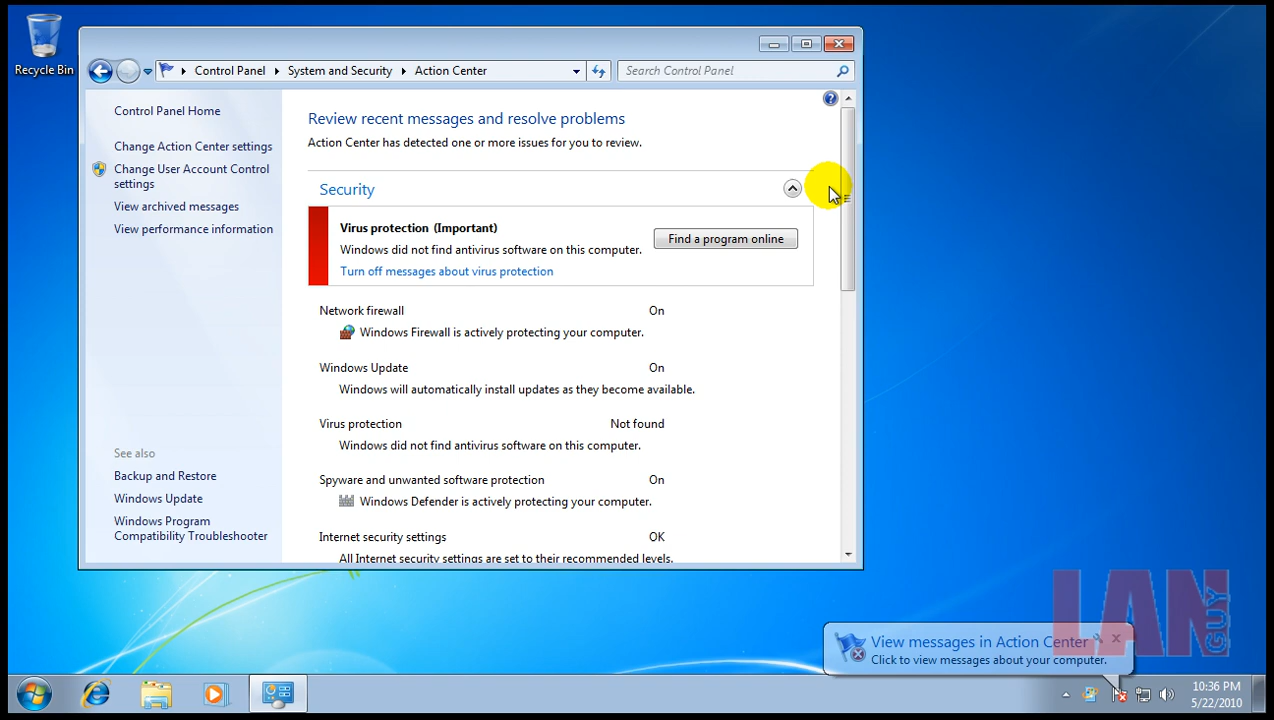 Recycle Bin
Control Panel
System and Security
Action Center
Search Control Panel
Control Panel Home
Change Action Center settings
Change User Account Control
settings
View archived messages
View performance information
See also
Backup and Restore
Windows Update
Windows Program
Compatibility Troubleshooter
Review recent messages and resolve problems
Action Center has detected one or more issues for you to review.
Security
Virus protection (Important)
Windows did not find antivirus software on this computer.
Find a program online
Turn off messages about virus protection
Network firewall On
Windows Firewall is actively protecting your computer.
Windows Update On
Windows will automatically install updates as they become available.
Virus protection Not found
Windows did not find antivirus software on this computer.
Spyware and unwanted software protection On
Windows Defender is actively protecting your computer.
Internet security settings OK
All Internet security settings are set to their recommended levels.
LAN
GUY
View messages in Action Center
Click to view messages about your computer.
10:36 PM
5/22/2010